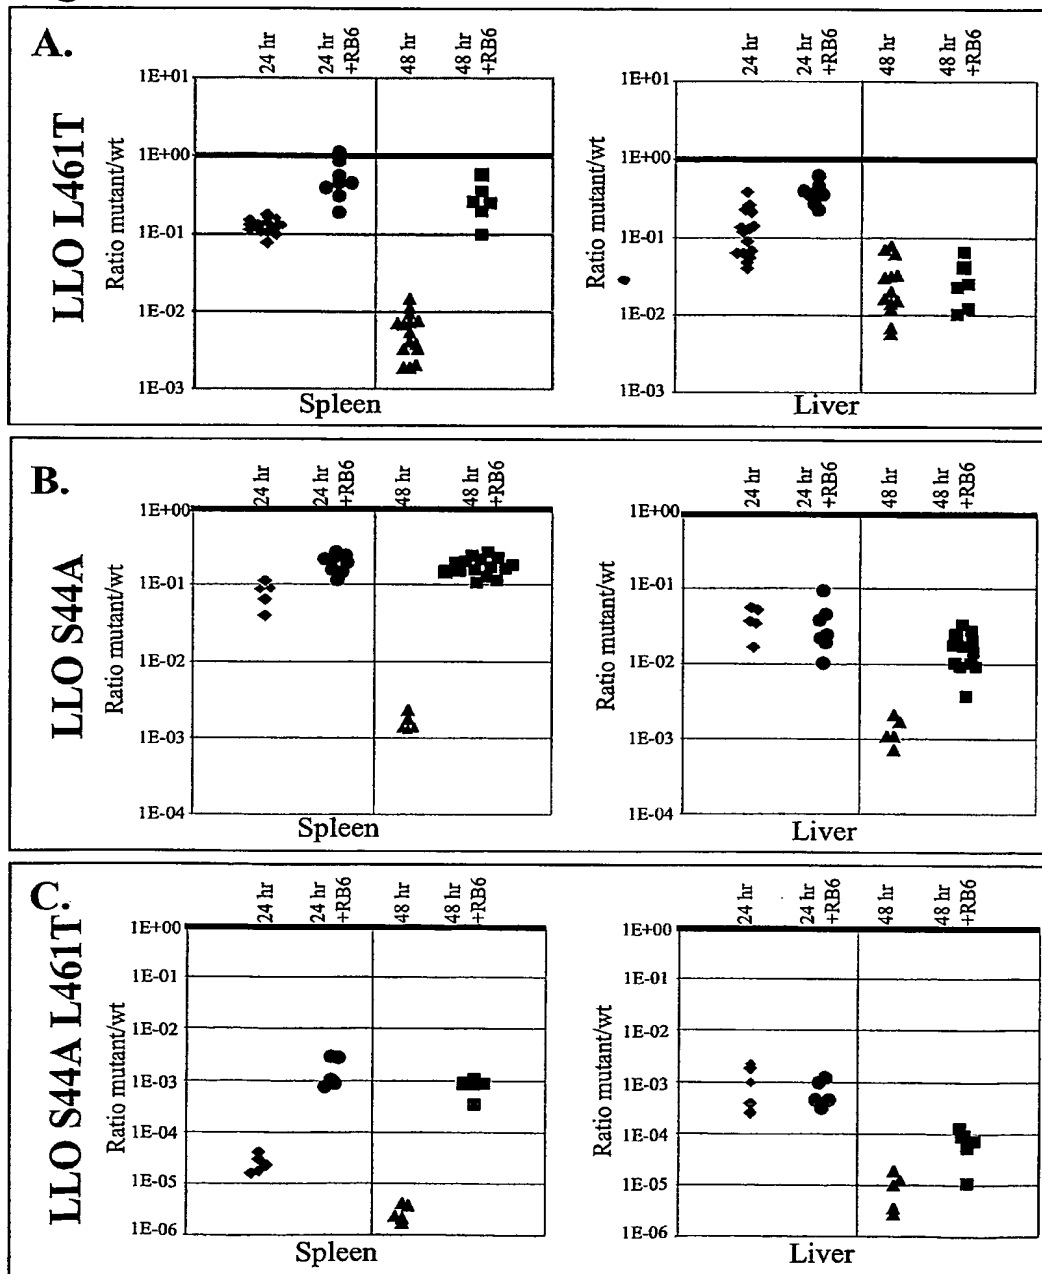 A.
LLO L461T
24 hr
24 hr
+RB6
48 hr
48 hr
+RB6
Ratio mutant/wt
1E+01
1E+00
1E-01
1E-02
1E-03
Spleen
24 hr
24 hr
+RB6
48 hr
48 hr
+RB6
Ratio mutant/wt
1E+01
1E+00
1E-01
1E-02
1E-03
Liver
B.
LLO S44A
24 hr
24 hr
+RB6
48 hr
48 hr
+RB6
Ratio mutant/wt
1E+00
1E-01
1E-02
1E-03
1E-04
Spleen
24 hr
24 hr
+RB6
48 hr
48 hr
+RB6
Ratio mutant/wt
1E+00
1E-01
1E-02
1E-03
1E-04
Liver
C.
LLO S44A L461T
24 hr
24 hr
+RB6
48 hr
48 hr
+RB6
Ratio mutant/wt
1E+00
1E-01
1E-02
1E-03
1E-04
1E-05
1E-06
Spleen
24 hr
24 hr
+RB6
48 hr
48 hr
+RB6
Ratio mutant/wt
1E+00
1E-01
1E-02
1E-03
1E-04
1E-05
1E-06
Liver